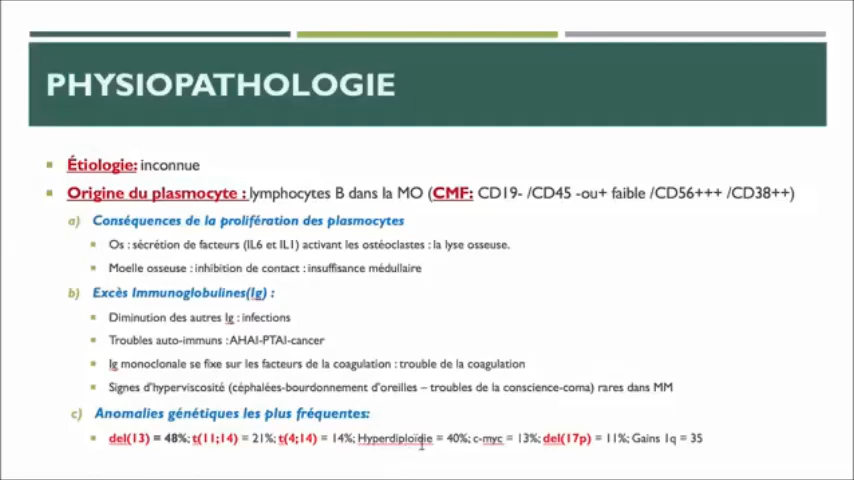 PHYSIOPATHOLOGIE
Étiologie: inconnue
Origine du plasmocyte : lymphocytes B dans la MO (CMF: CD19- /CD45 -ou+ faible /CD56+++ /CD38++)
a) Conséquences de la prolifération des plasmocytes
Os : sécrétion de facteurs (IL6 et IL1) activant les ostéoclastes : la lyse osseuse.
Moelle osseuse : inhibition de contact : insuffisance médullaire
b) Excès Immunoglobulines(Ig) :
Diminution des autres Ig : infections
Troubles auto-immuns : AHAI-PTAI-cancer
Ig monoclonale se fixe sur les facteurs de la coagulation : trouble de la coagulation
Signes d'hyperviscosité (céphalées-bourdonnement d'oreilles – troubles de la conscience-coma) rares dans MM
c) Anomalies génétiques les plus fréquentes:
del(13) = 48%; t(11;14) = 21%; t(4;14) = 14%; Hyperdiploïdie = 40%; c-myc = 13%; del(17p) = 11%; Gains 1q = 35